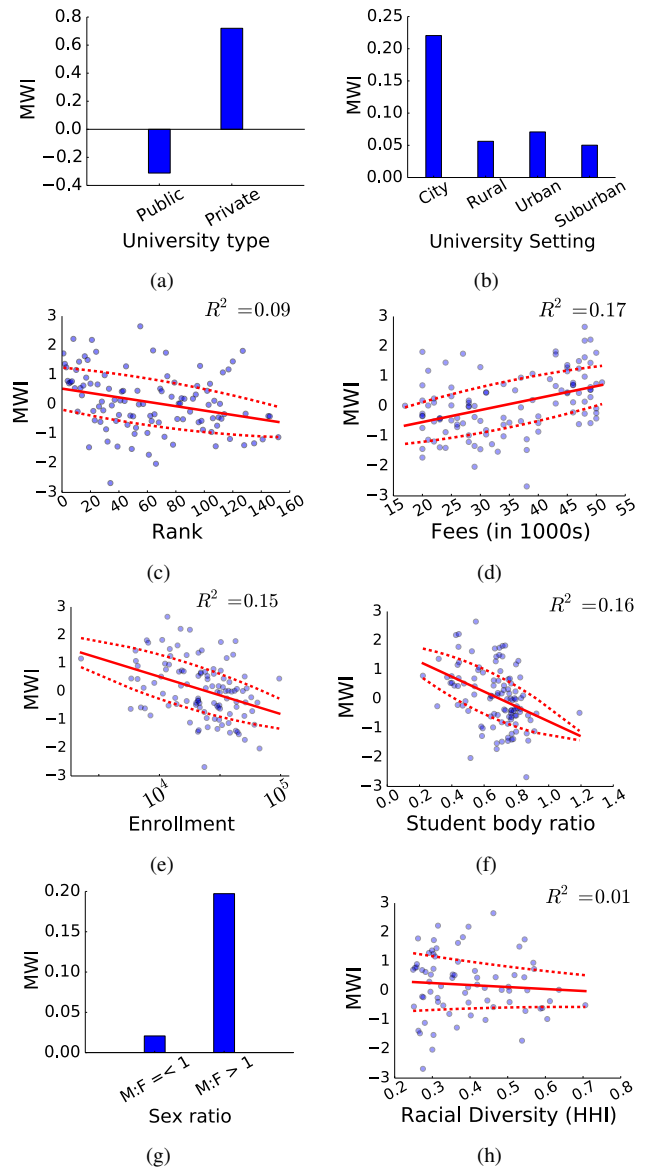 0.8
0.6
0.4
0.2
0.0
−0.2
−0.4
MWI
Public
Private
University type
(a)
0.25
0.20
0.15
0.10
0.05
0.00
MWI
City
Rural
Urban
Suburban
University Setting
(b)
R² =0.09
3
2
1
0
−1
−2
−3
MWI
0
20
40
60
80
100
120
140
160
Rank
(c)
R² =0.17
3
2
1
0
−1
−2
−3
MWI
15
20
25
30
35
40
45
50
55
Fees (in 1000s)
(d)
R² =0.15
3
2
1
0
−1
−2
−3
MWI
10⁴
10⁵
Enrollment
(e)
R² =0.16
3
2
1
0
−1
−2
−3
MWI
0.0
0.2
0.4
0.6
0.8
1.0
1.2
1.4
Student body ratio
(f)
0.20
0.15
0.10
0.05
0.00
MWI
M:F =< 1
M:F > 1
Sex ratio
(g)
R² =0.01
3
2
1
0
−1
−2
−3
MWI
0.2
0.3
0.4
0.5
0.6
0.7
0.8
Racial Diversity (HHI)
(h)